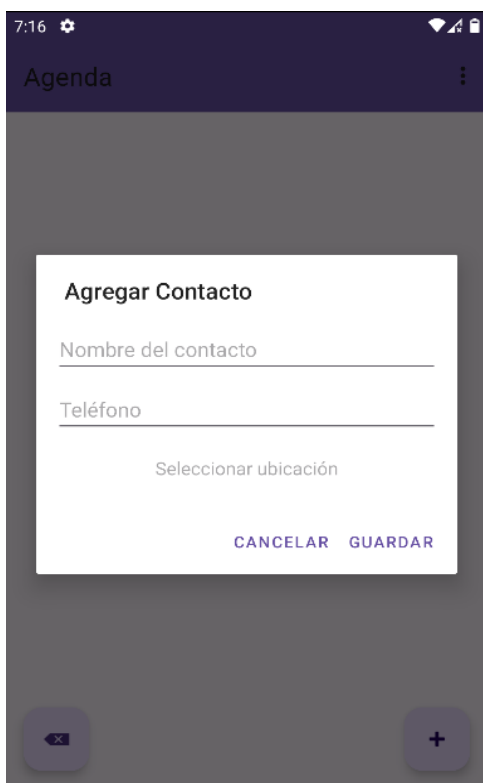 7:16
Agenda
Agregar Contacto
Nombre del contacto
Teléfono
Seleccionar ubicación
CANCELAR GUARDAR